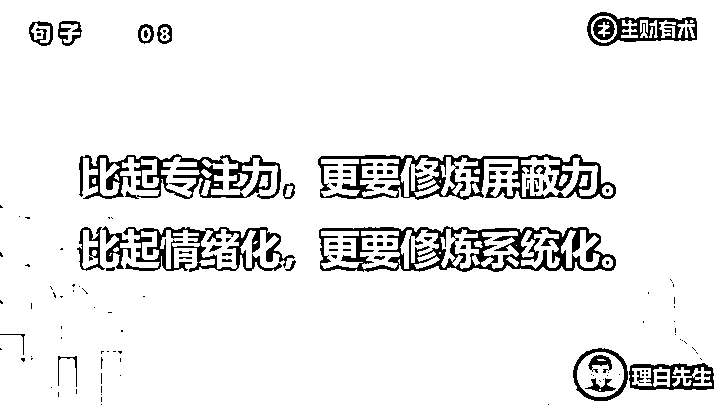 句子 08
生财有术
比起专注力，更要修炼屏蔽力。
比起情绪化，更要修炼系统化。
理白先生